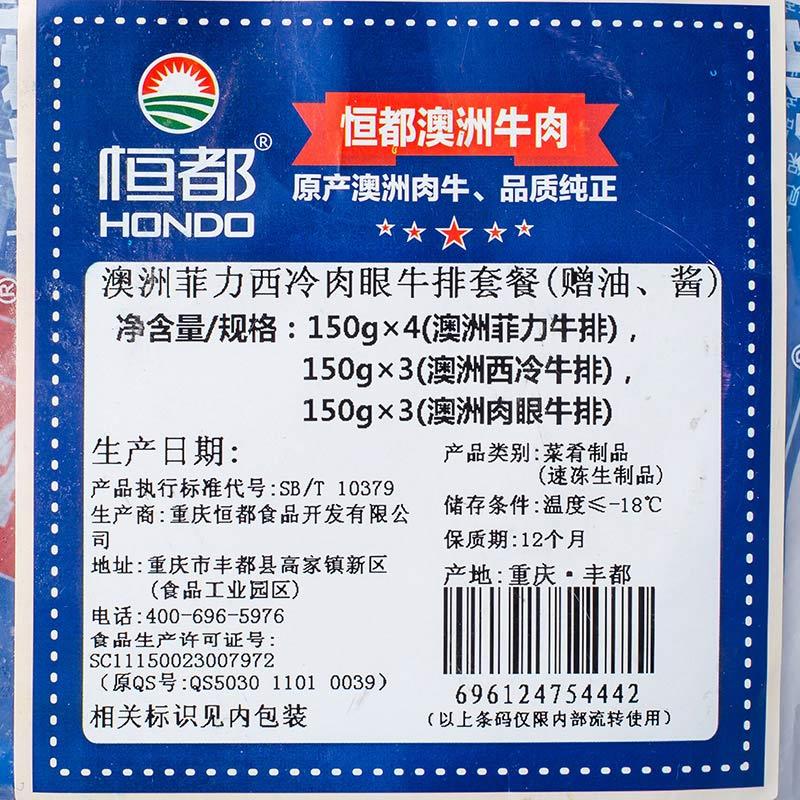 恒都®
HONDO
恒都澳洲牛肉
原产澳洲肉牛、品质纯正
澳洲菲力西冷肉眼牛排套餐(赠油、酱)
净含量/规格：150g×4(澳洲菲力牛排)，
150g×3(澳洲西冷牛排)，
150g×3(澳洲肉眼牛排)
生产日期:
产品执行标准代号:SB/T 10379
生产商:重庆恒都食品开发有限公
司
地址:重庆市丰都县高家镇新区
(食品工业园区)
电话:400-696-5976
食品生产许可证号:
SC11150023007972
(原QS号:QS5030 1101 0039)
相关标识见内包装
产品类别:菜肴制品
(速冻生制品)
储存条件:温度≤-18℃
保质期:12个月
产地:重庆·丰都
696124754442
(以上条码仅限内部流转使用)